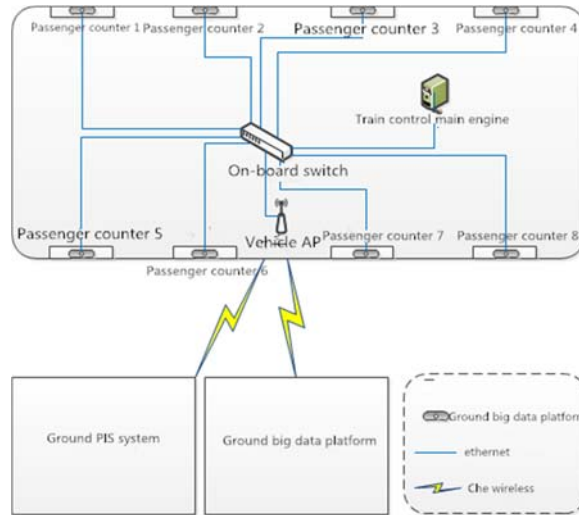 Passenger counter 1
Passenger counter 2
Passenger counter 3
Passenger counter 4
Train control main engine
On-board switch
Passenger counter 5
Vehicle AP
Passenger counter 7
Passenger counter 8
Passenger counter 6
Ground PIS system
Ground big data platform
Ground big data platform
ethernet
Che wireless